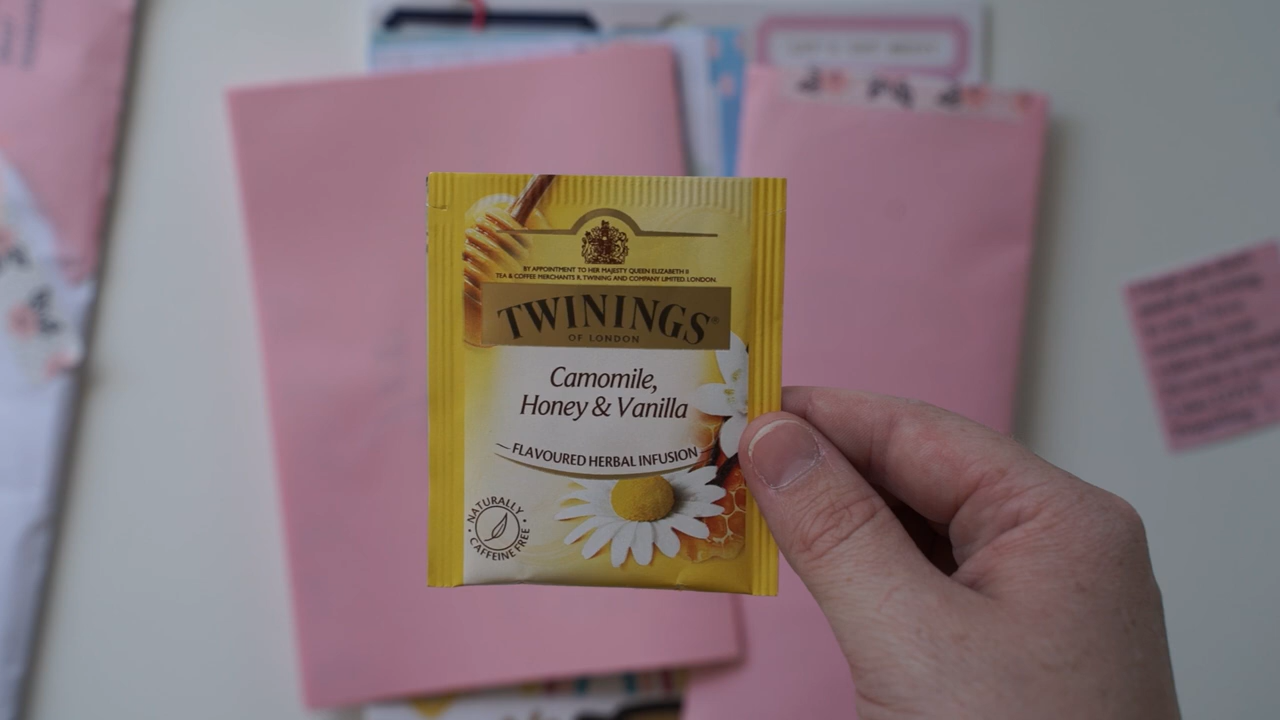 BY APPOINTMENT TO HER MAJESTY QUEEN ELIZABETH II
TEA & COFFEE MERCHANTS R. TWINING AND COMPANY LIMITED. LONDON.
TWININGS®
OF LONDON
Camomile,
Honey & Vanilla
FLAVOURED HERBAL INFUSION
NATURALLY
CAFFEINE FREE